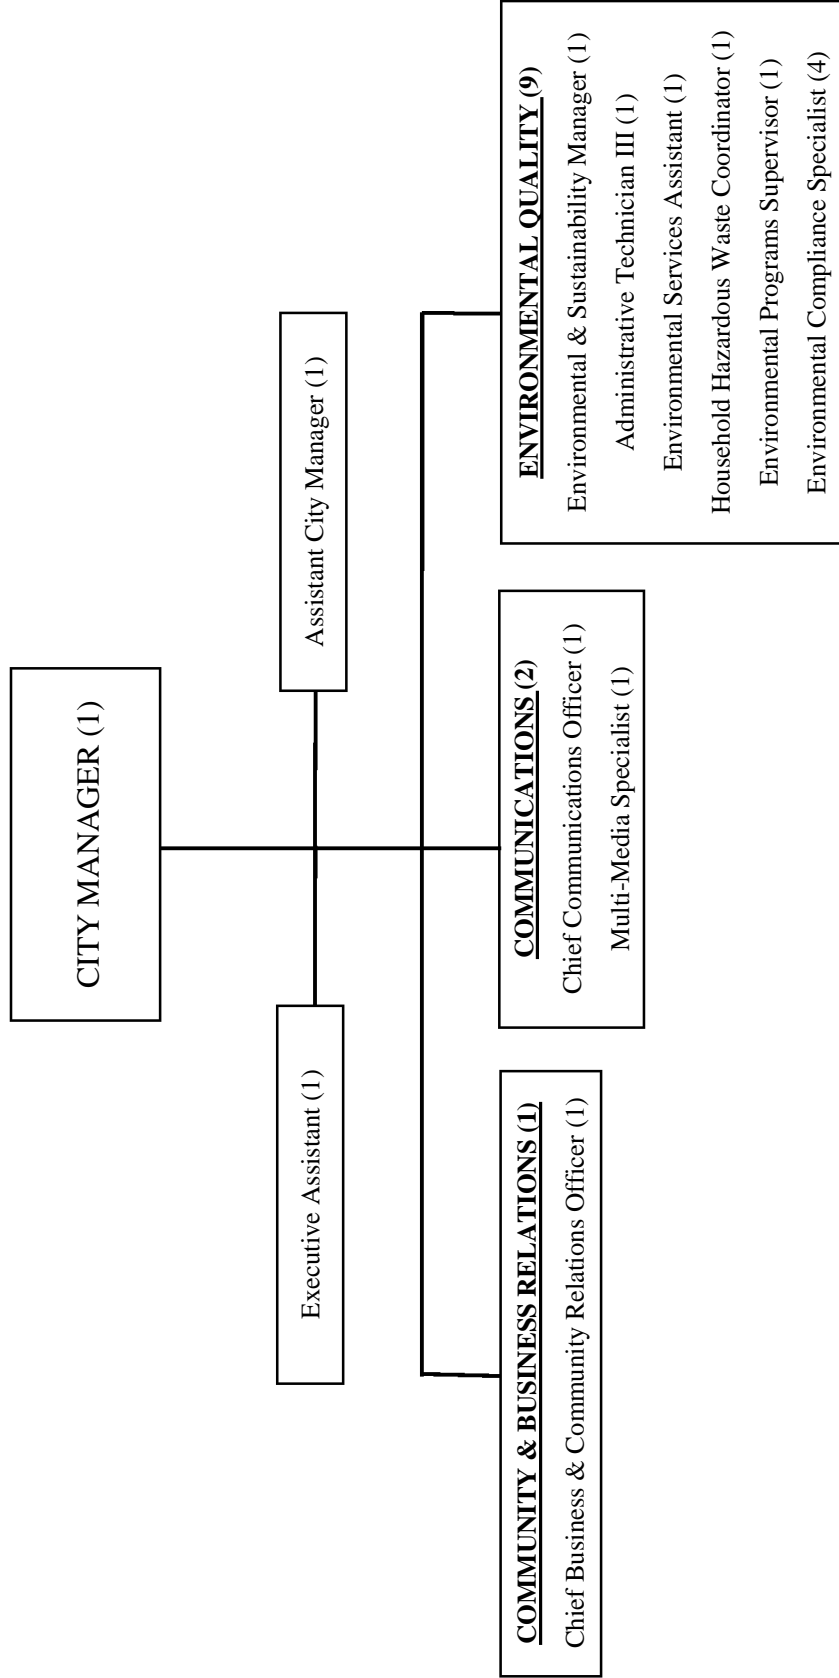 CITY MANAGER (1)
Executive Assistant (1)
Assistant City Manager (1)
COMMUNITY & BUSINESS RELATIONS (1)
Chief Business & Community Relations Officer (1)
COMMUNICATIONS (2)
Chief Communications Officer (1)
Multi-Media Specialist (1)
ENVIRONMENTAL QUALITY (9)
Environmental & Sustainability Manager (1)
Administrative Technician III (1)
Environmental Services Assistant (1)
Household Hazardous Waste Coordinator (1)
Environmental Programs Supervisor (1)
Environmental Compliance Specialist (4)